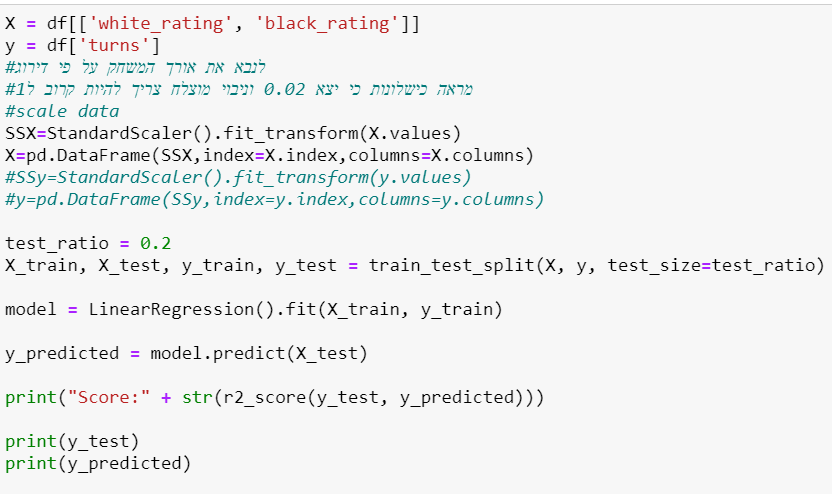 X = df[['white_rating', 'black_rating']]
y = df['turns']
#לנבא את אורך המשחק על פי דירוג
#מראה כישלונות כי יצא 0.02 וניבוי מוצלח צריך להיות קרוב ל1
#scale data
SSX=StandardScaler().fit_transform(X.values)
X=pd.DataFrame(SSX,index=X.index,columns=X.columns)
#SSy=StandardScaler().fit_transform(y.values)
#y=pd.DataFrame(SSy,index=y.index,columns=y.columns)
test_ratio = 0.2
X_train, X_test, y_train, y_test = train_test_split(X, y, test_size=test_ratio)
model = LinearRegression().fit(X_train, y_train)
y_predicted = model.predict(X_test)
print("Score:" + str(r2_score(y_test, y_predicted)))
print(y_test)
print(y_predicted)